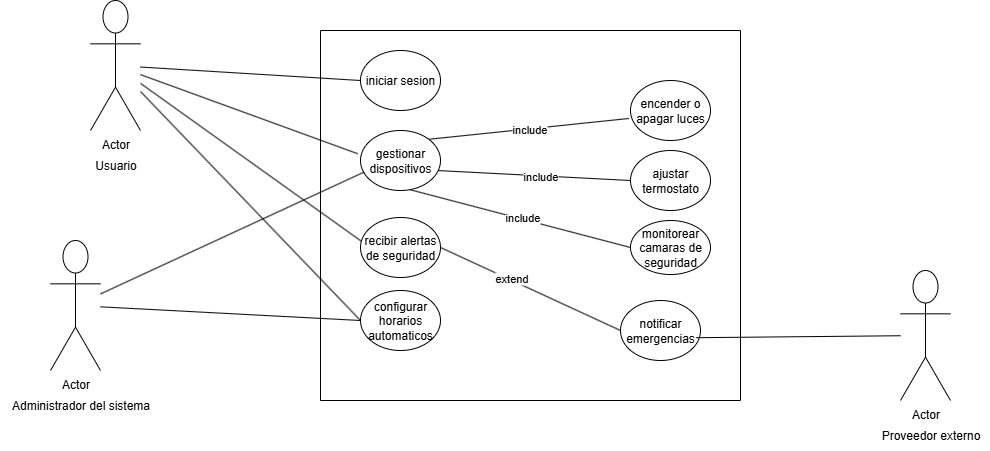 Actor
Usuario
iniciar sesion
gestionar
dispositivos
recibir alertas
de seguridad
configurar
horarios
automaticos
include
include
include
extend
encender o
apagar luces
ajustar
termostato
monitorear
camaras de
seguridad
notificar
emergencias
Actor
Administrador del sistema
Actor
Proveedor externo